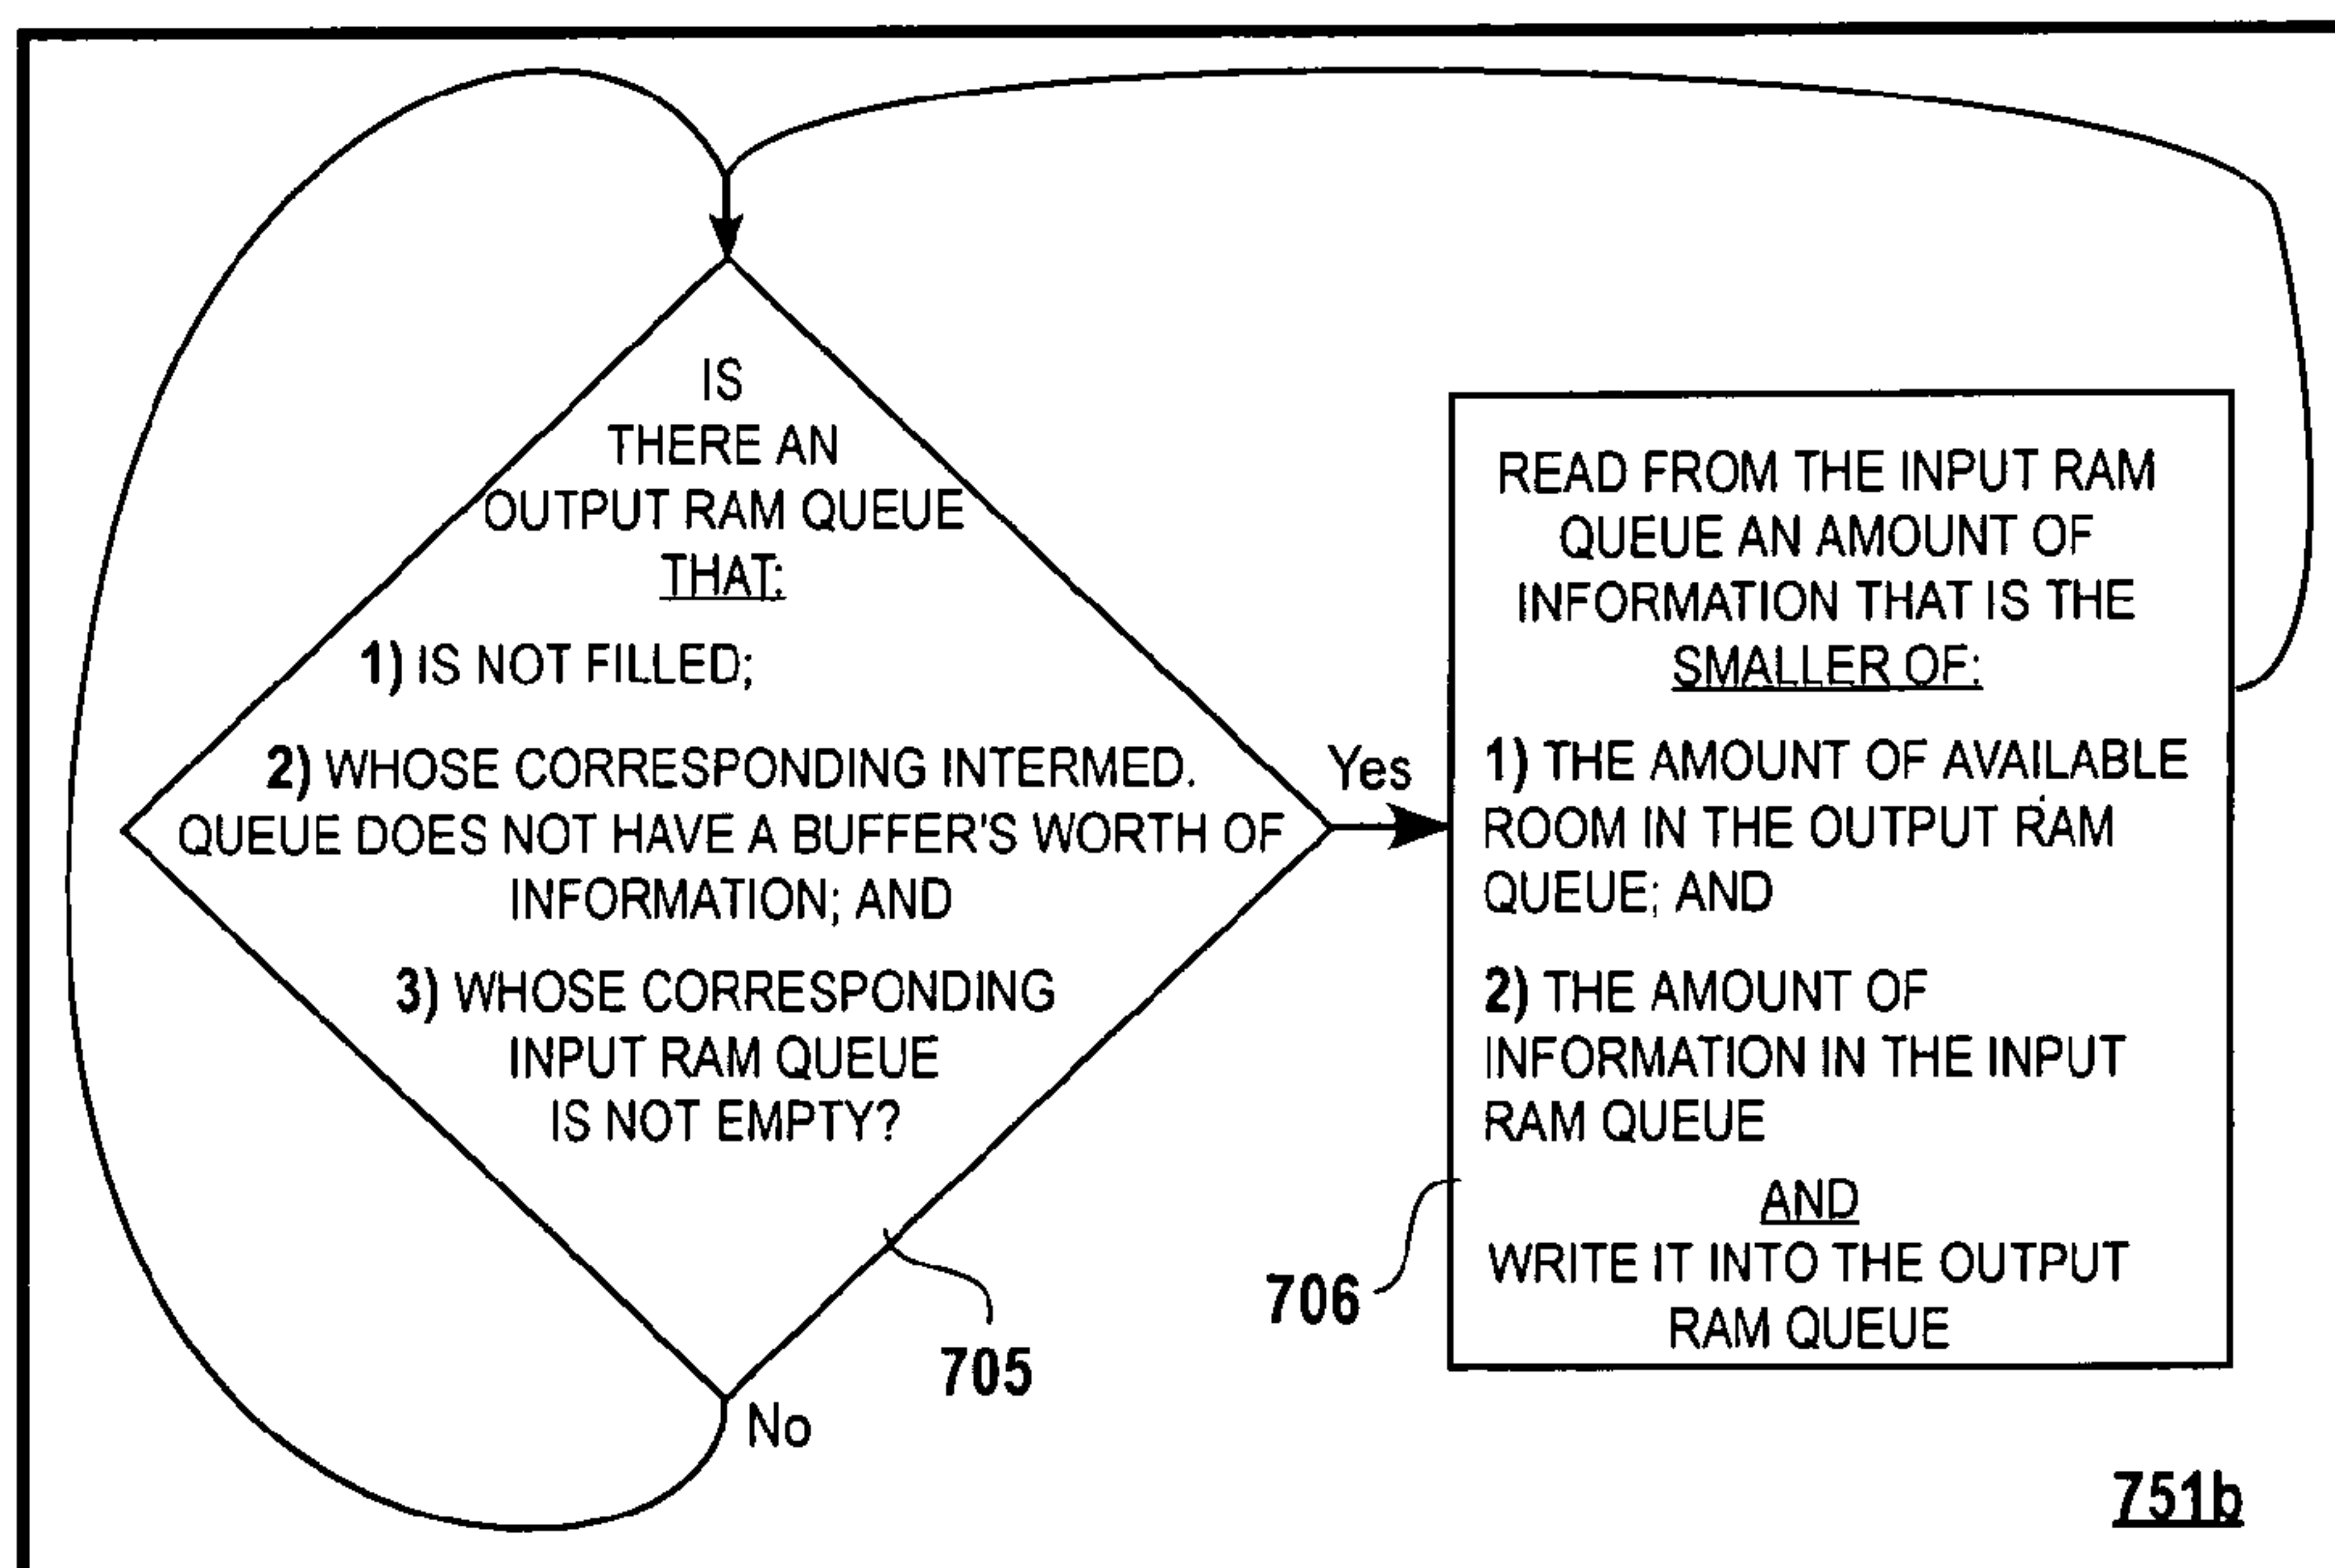 IS
THERE AN
OUTPUT RAM QUEUE
THAT:
1) IS NOT FILLED;
2) WHOSE CORRESPONDING INTERMED.
QUEUE DOES NOT HAVE A BUFFER'S WORTH OF
INFORMATION; AND
3) WHOSE CORRESPONDING
INPUT RAM QUEUE
IS NOT EMPTY?
705
No
Yes
READ FROM THE INPUT RAM
QUEUE AN AMOUNT OF
INFORMATION THAT IS THE
SMALLER OF:
1) THE AMOUNT OF AVAILABLE
ROOM IN THE OUTPUT RAM
QUEUE; AND
2) THE AMOUNT OF
INFORMATION IN THE INPUT
RAM QUEUE
AND
WRITE IT INTO THE OUTPUT
RAM QUEUE
706
751b